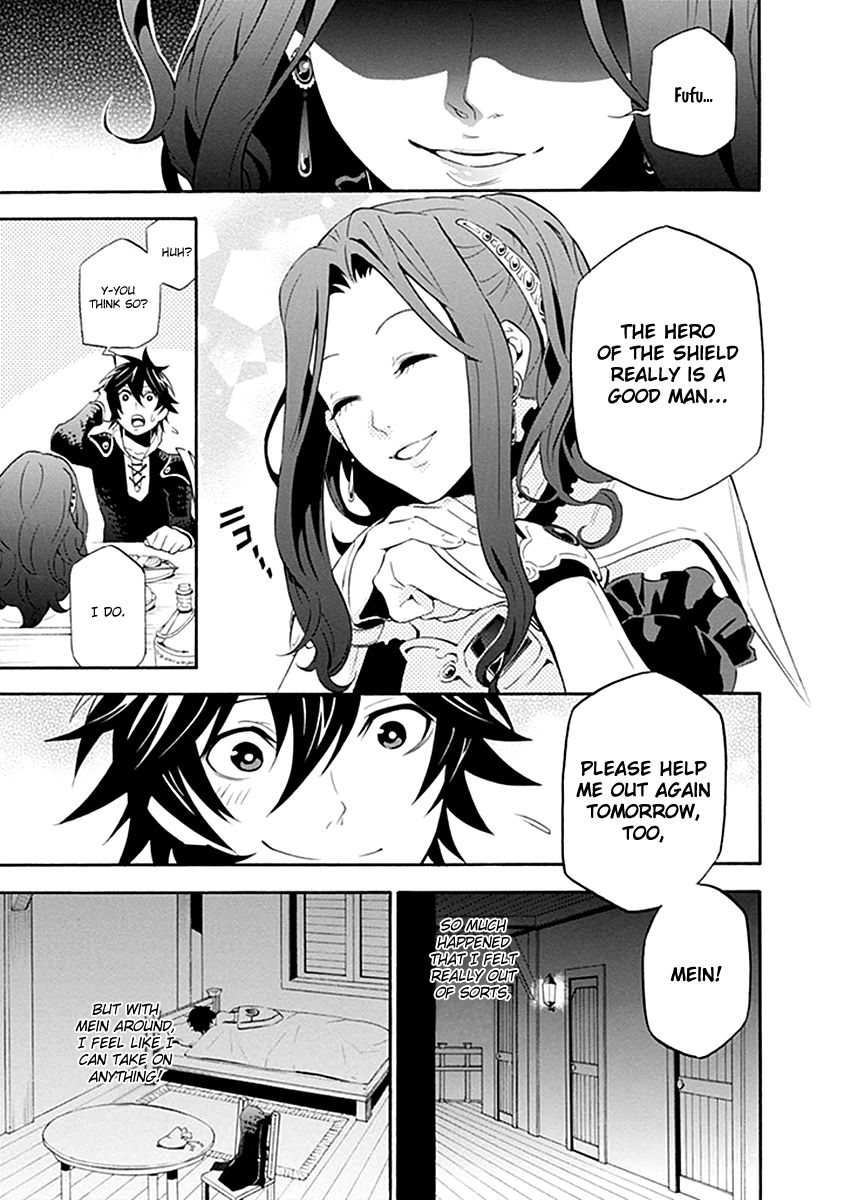 Fufu...
THE HERO
OF THE SHIELD
REALLY IS A
GOOD MAN...
ニコ...
HUH?
Y-YOU
THINK SO?
I DO.
PLEASE HELP
ME OUT AGAIN
TOMORROW,
TOO,
MEIN!
SO MUCH
HAPPENED
THAT I FELT
REALLY OUT
OF SORTS,
BUT WITH
MEIN AROUND,
I FEEL LIKE I
CAN TAKE ON
ANYTHING!